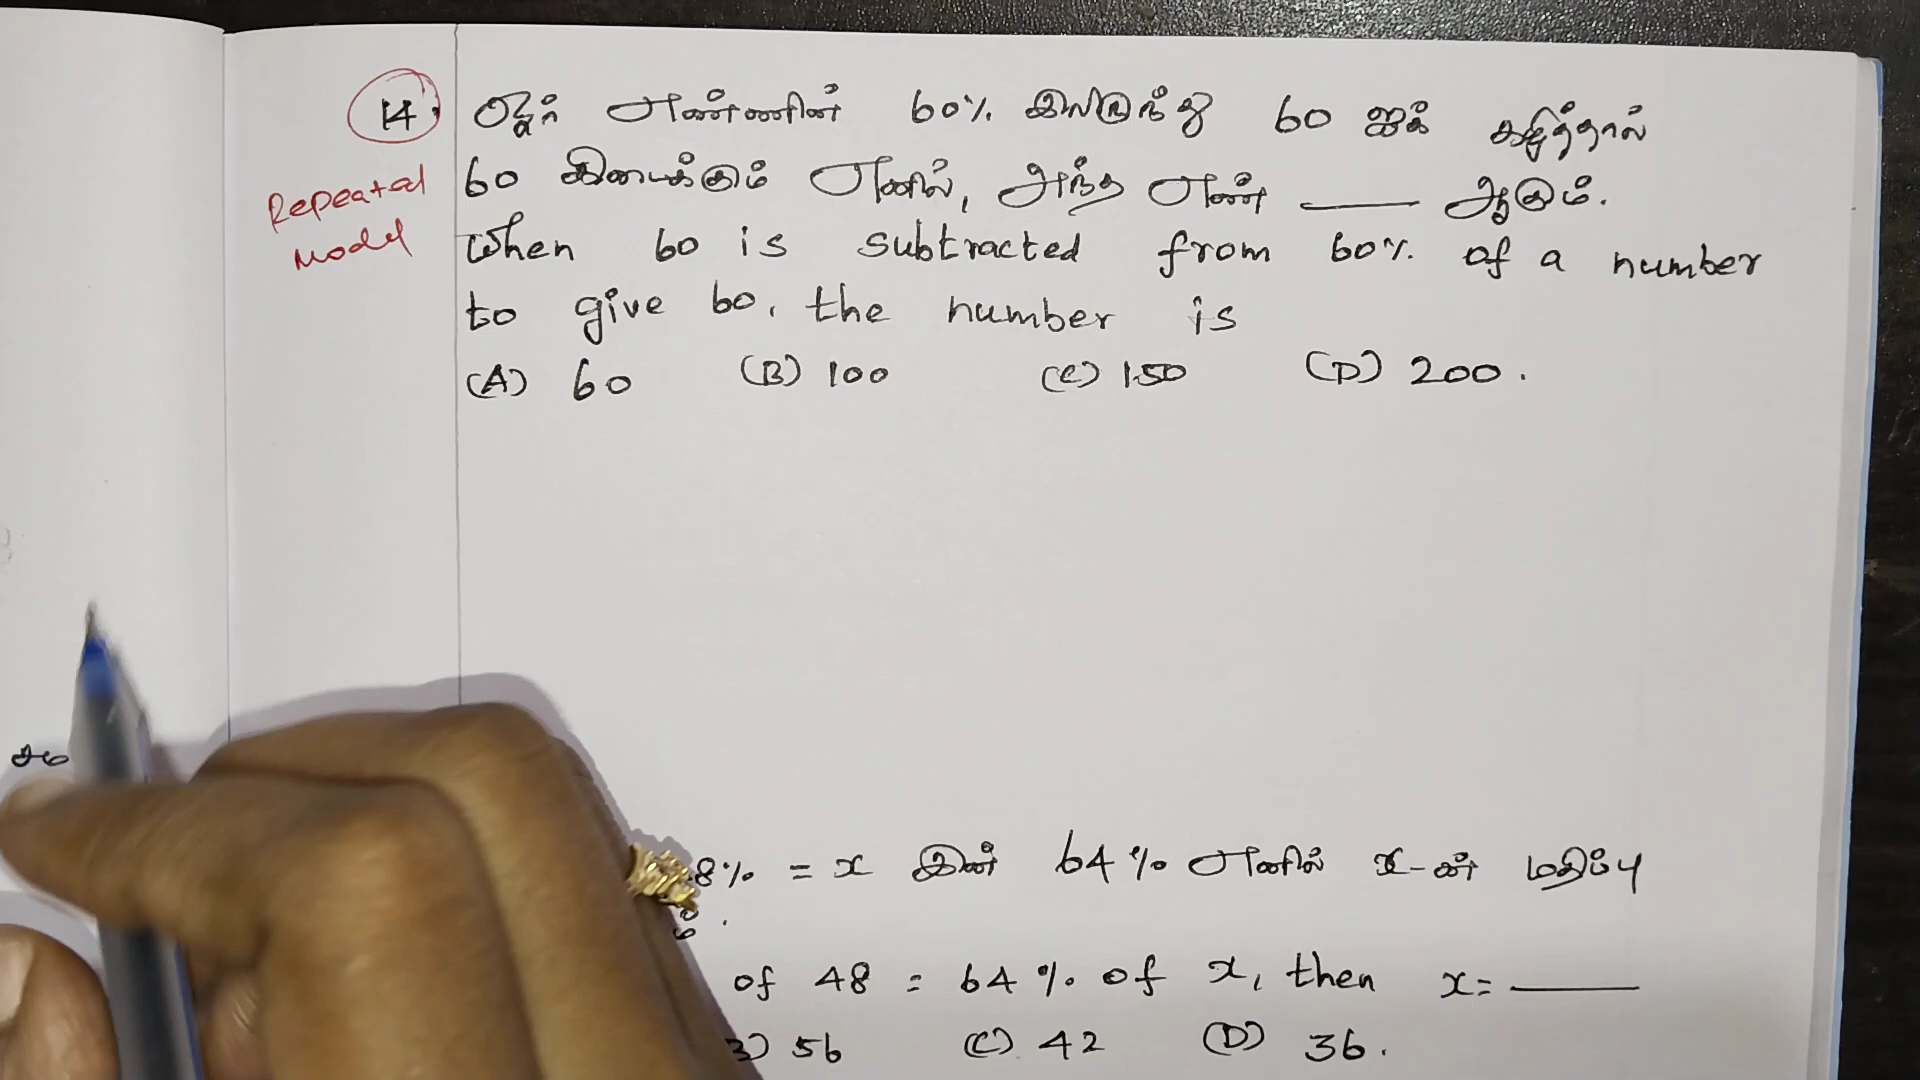 14. ஓர் எண்ணின் 60% இலிருந்து 60 ஐக் கழித்தால்
Repeated Model
60 கிடைக்கும் எனில், அந்த எண் ____ ஆகும்.
When 60 is subtracted from 60% of a number
to give 60, the number is
(A) 60 (B) 100 (C) 150 (D) 200.
8% = x இன் 64% எனில் x-ன் மதிப்பு
of 48 = 64% of x, then x= ____
56 (C) 42 (D) 36.